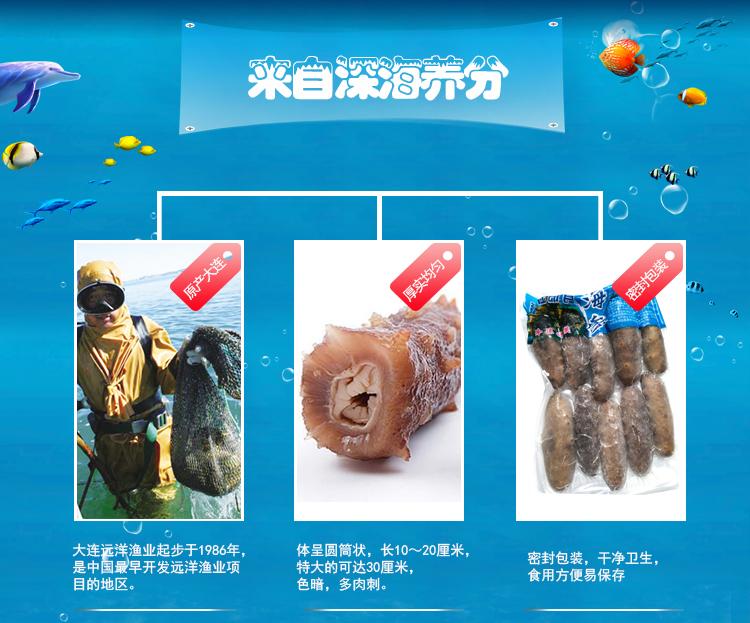 来自深海养分
原产大连
厚实均匀
密封包装
大连远洋渔业起步于1986年，
是中国最早开发远洋渔业项
目的地区。
体呈圆筒状，长10～20厘米，
特大的可达30厘米，
色暗，多肉刺。
密封包装，干净卫生，
食用方便易保存